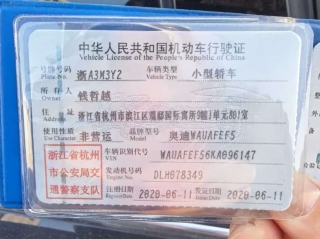 中华人民共和国机动车行驶证
Vehicle License of the People's Republic of China
号牌号码 浙A3M3Y2 车辆类型 小型轿车
Plate No. Vehicle Type
所有人 钱哲越
Owner
住址 浙江省杭州市滨江区
Address
使用性质 非营运 品牌型号 奥迪WAUAFEF5
Use Character Model
浙江省杭州 车辆识别代号 WAUAFEF56KA096147
VIN
市公安局交 发动机号码 DLH078349
Engine No.
通警察支队 注册日期 2020-06-11 发证日期 2020-06-11
Register Date Issue Date